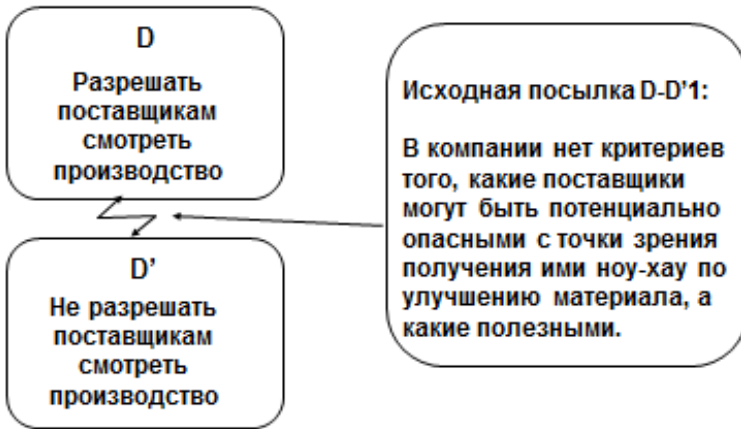 D
Разрешать
поставщикам
смотреть
производство
D’
Не разрешать
поставщикам
смотреть
производство
Исходная посылка D-D’1:
В компании нет критериев
того, какие поставщики
могут быть потенциально
опасными с точки зрения
получения ими ноу-хау по
улучшению материала, а
какие полезными.